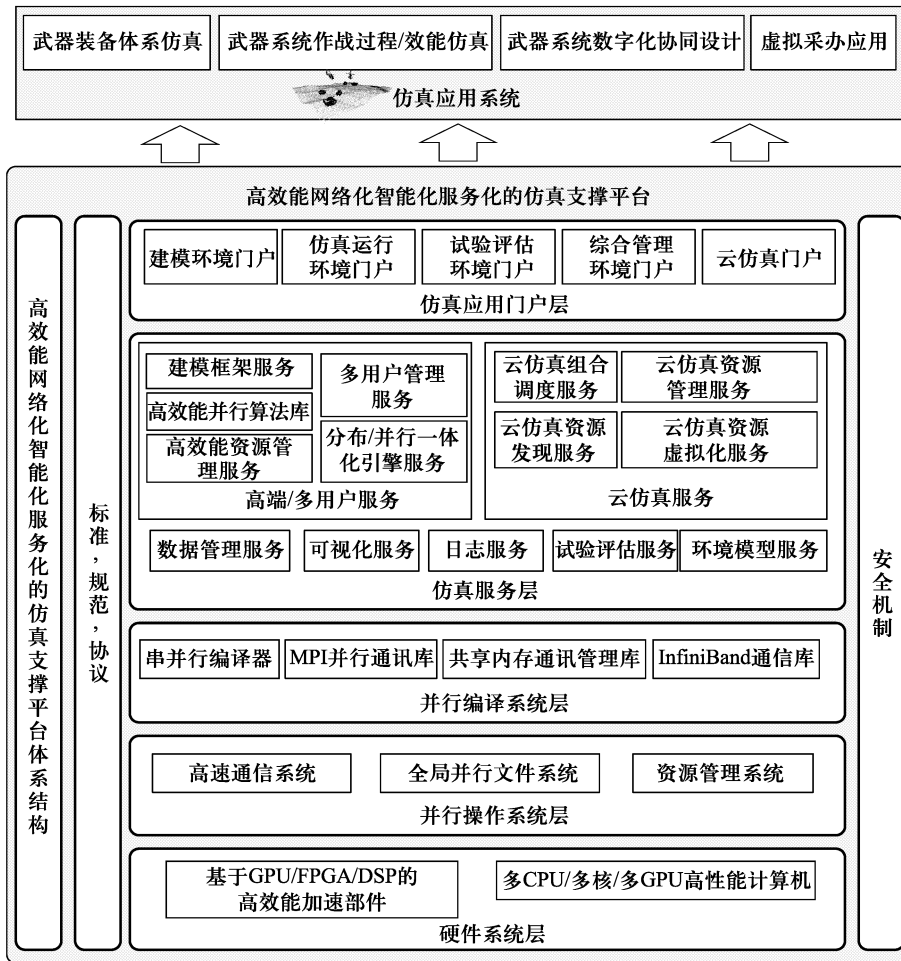 武器装备体系仿真
武器系统作战过程/效能仿真
武器系统数字化协同设计
虚拟采办应用
仿真应用系统
高效能网络化智能化服务化的仿真支撑平台
高效能网络化智能化服务化的仿真支撑平台体系结构
标准,规范,协议
建模环境门户
仿真运行
环境门户
试验评估
环境门户
综合管理
环境门户
云仿真门户
仿真应用门户层
建模框架服务
高效能并行算法库
高效能资源管
理服务
多用户管理
服务
分布/并行一体
化引擎服务
高端/多用户服务
云仿真组合
调度服务
云仿真资源
管理服务
云仿真资源
发现服务
云仿真资源
虚拟化服务
云仿真服务
数据管理服务
可视化服务
日志服务
试验评估服务
环境模型服务
仿真服务层
串并行编译器
MPI并行通讯库
共享内存通讯管理库
InfiniBand通信库
并行编译系统层
高速通信系统
全局并行文件系统
资源管理系统
并行操作系统层
基于GPU/FPGA/DSP的
高效能加速部件
多CPU/多核/多GPU高性能计算机
硬件系统层
安全机制